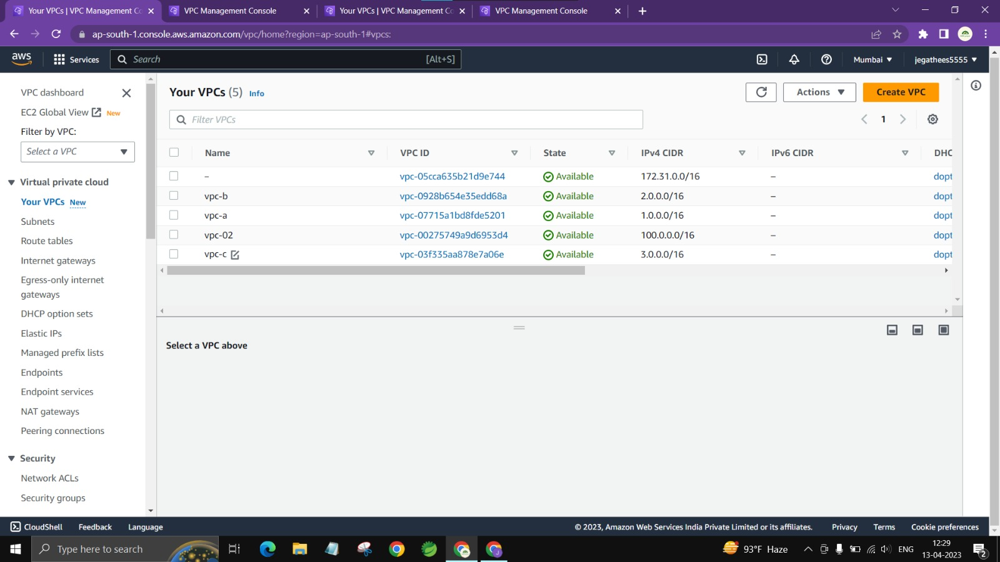 Your VPCs | VPC Management Co
VPC Management Console
Your VPCs | VPC Management Co
VPC Management Console
ap-south-1.console.aws.amazon.com/vpc/home?region=ap-south-1#vpcs:
aws
Services
Search
[Alt+S]
Mumbai
jegathees5555
VPC dashboard
EC2 Global View
New
Filter by VPC:
Select a VPC
Virtual private cloud
Your VPCs New
Subnets
Route tables
Internet gateways
Egress-only internet
gateways
DHCP option sets
Elastic IPs
Managed prefix lists
Endpoints
Endpoint services
NAT gateways
Peering connections
Security
Network ACLs
Security groups
Your VPCs (5) Info
Actions
Create VPC
Filter VPCs
1
Name VPC ID State IPv4 CIDR IPv6 CIDR DHC
– vpc-05cca635b21d9e744 Available 172.31.0.0/16 – dopt
vpc-b vpc-0928b654e35edd68a Available 2.0.0.0/16 – dopt
vpc-a vpc-07715a1bd8fde5201 Available 1.0.0.0/16 – dopt
vpc-02 vpc-00275749a9d6953d4 Available 100.0.0.0/16 – dopt
vpc-c vpc-03f335aa878e7a06e Available 3.0.0.0/16 – dopt
Select a VPC above
CloudShell
Feedback
Language
© 2023, Amazon Web Services India Private Limited or its affiliates.
Privacy
Terms
Cookie preferences
Type here to search
93°F Haze
ENG
12:29
13-04-2023
2